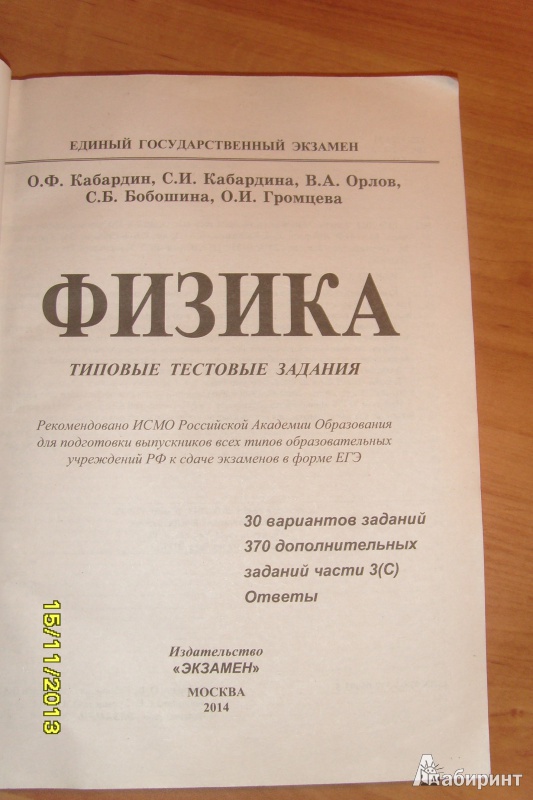 ЕДИНЫЙ ГОСУДАРСТВЕННЫЙ ЭКЗАМЕН
О.Ф. Кабардин, С.И. Кабардина, В.А. Орлов,
С.Б. Бобошина, О.И. Громцева
ФИЗИКА
ТИПОВЫЕ ТЕСТОВЫЕ ЗАДАНИЯ
Рекомендовано ИСМО Российской Академии Образования
для подготовки выпускников всех типов образовательных
учреждений РФ к сдаче экзаменов в форме ЕГЭ
30 вариантов заданий
370 дополнительных
заданий части 3(С)
Ответы
Издательство
«ЭКЗАМЕН»
МОСКВА
2014
15/11/2013
Лабиринт